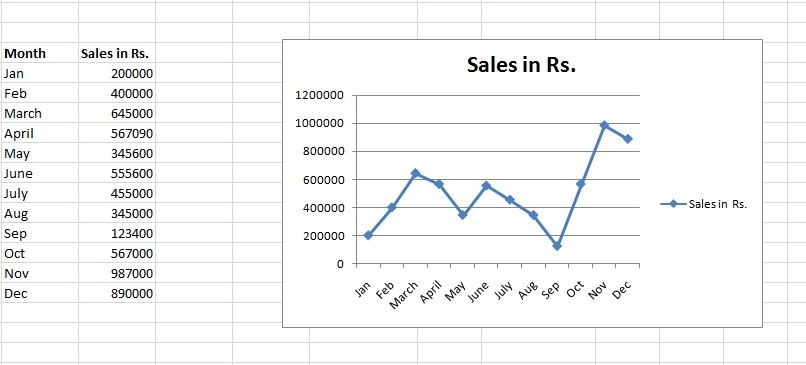 Month Sales in Rs.
Jan 200000
Feb 400000
March 645000
April 567090
May 345600
June 555600
July 455000
Aug 345000
Sep 123400
Oct 567000
Nov 987000
Dec 890000
Sales in Rs.
1200000
1000000
800000
600000
400000
200000
0
Jan Feb March April May June July Aug Sep Oct Nov Dec
Sales in Rs.